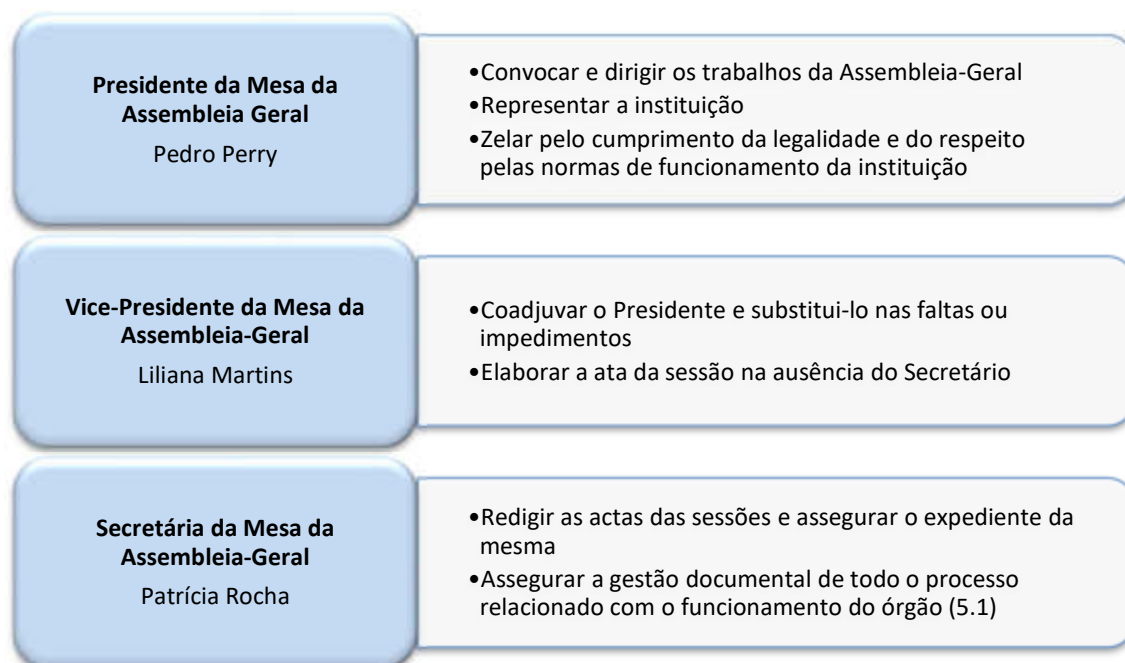 Presidente da Mesa da
Assembleia Geral
Pedro Perry
•Convocar e dirigir os trabalhos da Assembleia-Geral
•Representar a instituição
•Zelar pelo cumprimento da legalidade e do respeito
pelas normas de funcionamento da instituição
Vice-Presidente da Mesa da
Assembleia-Geral
Liliana Martins
•Coadjuvar o Presidente e substitui-lo nas faltas ou
impedimentos
•Elaborar a ata da sessão na ausência do Secretário
Secretária da Mesa da
Assembleia-Geral
Patrícia Rocha
•Redigir as actas das sessões e assegurar o expediente da
mesma
•Assegurar a gestão documental de todo o processo
relacionado com o funcionamento do órgão (5.1)